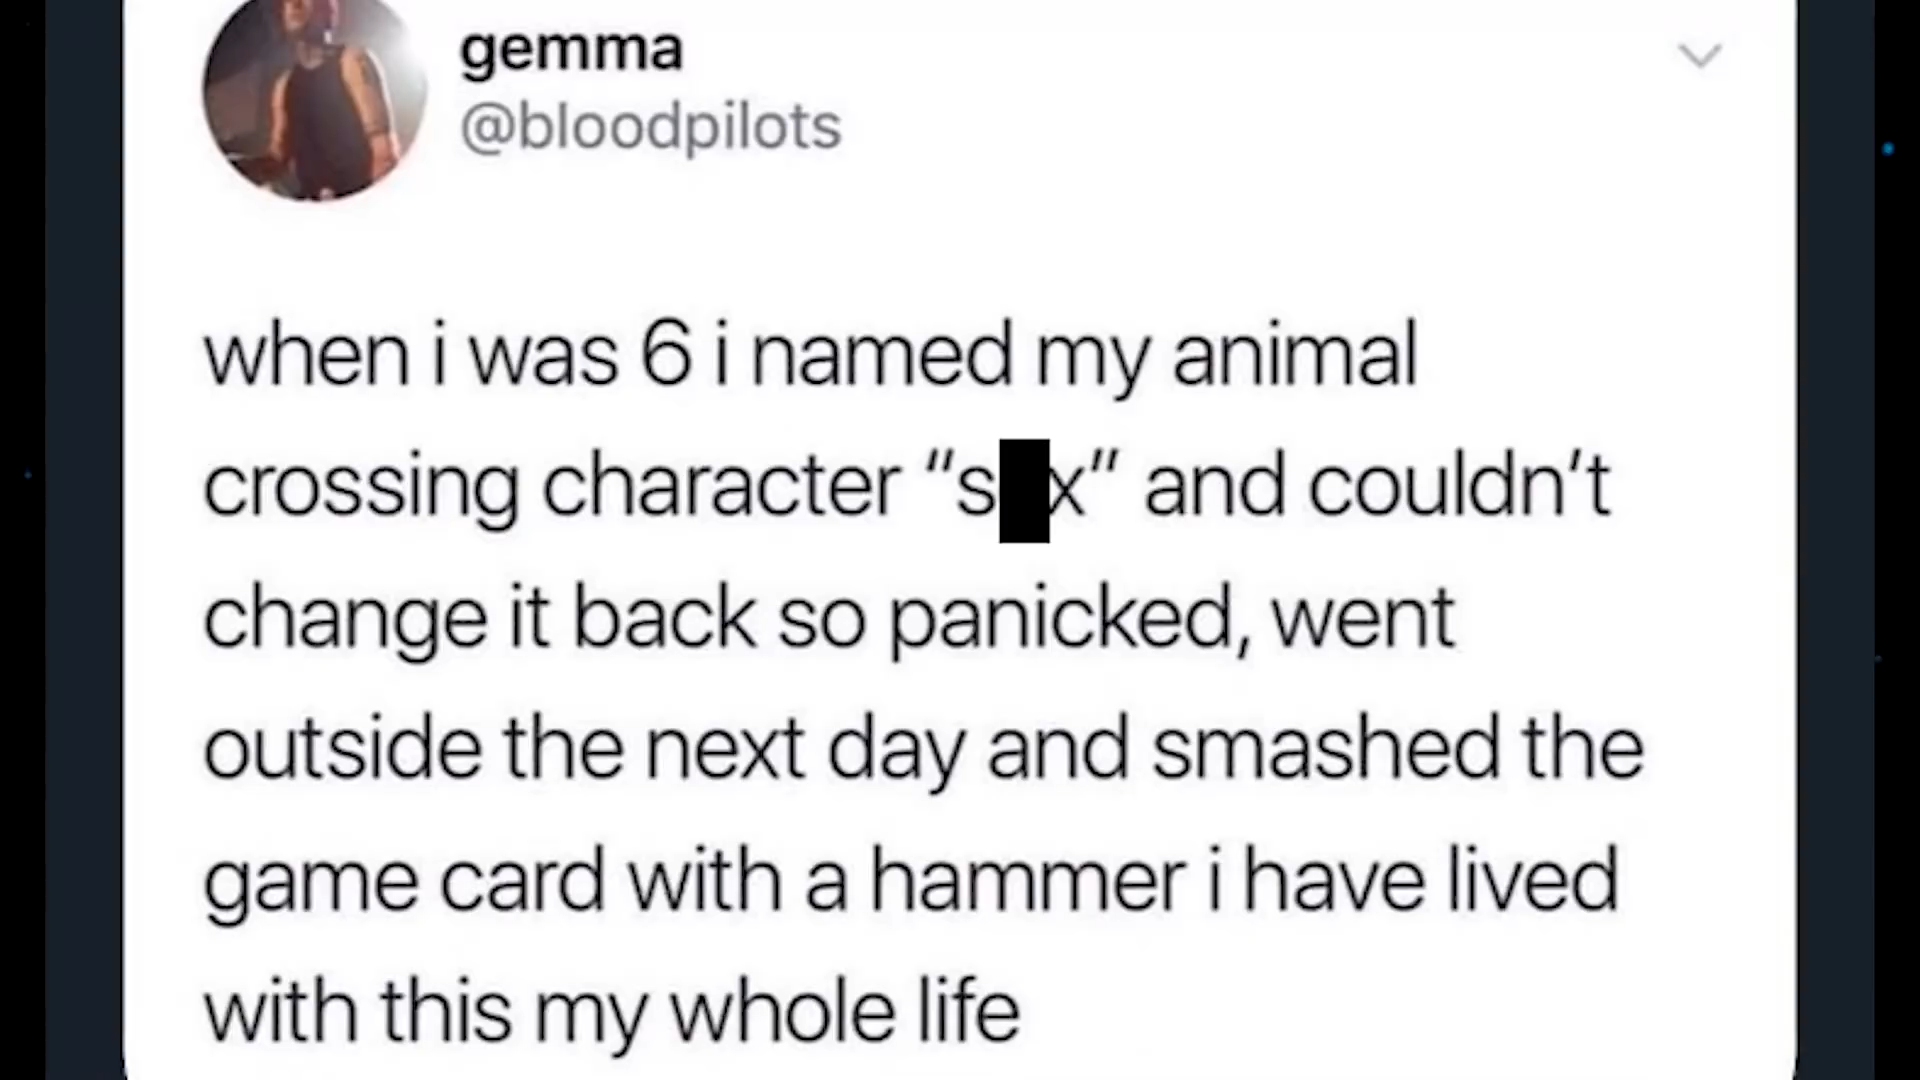 gemma
@bloodpilots
when i was 6 i named my animal
crossing character “s█x” and couldn’t
change it back so panicked, went
outside the next day and smashed the
game card with a hammer i have lived
with this my whole life